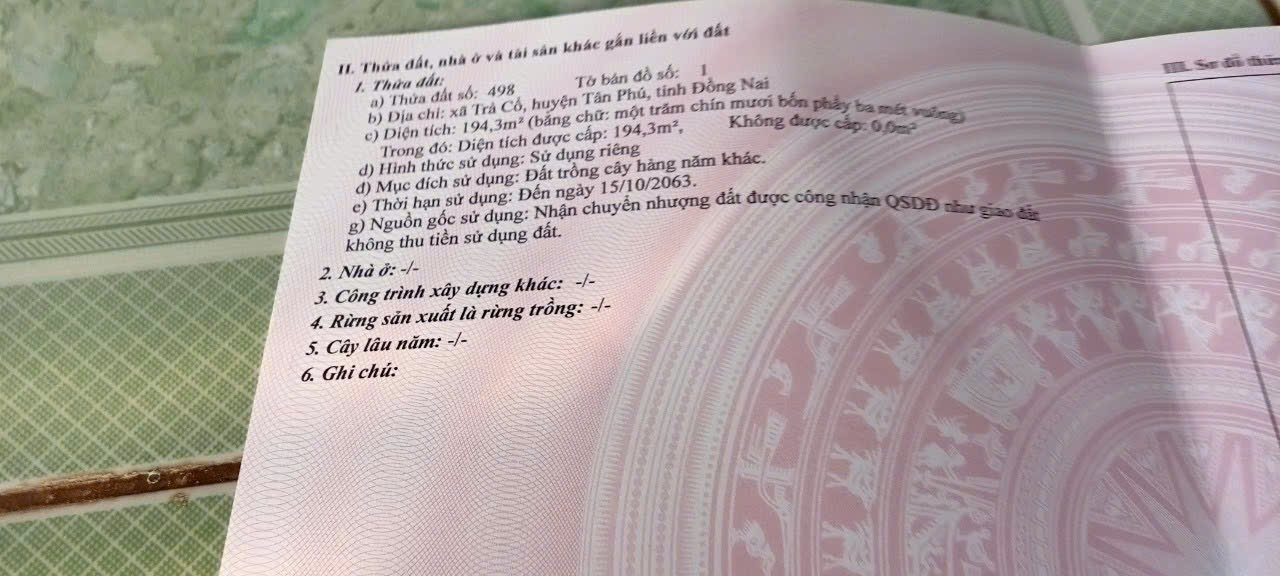 II. Thửa đất, nhà ở và tài sản khác gắn liền với đất
1. Thửa đất:
a) Thửa đất số: 498 Tờ bản đồ số: 1
b) Địa chỉ: xã Trà Cổ, huyện Tân Phú, tỉnh Đồng Nai
c) Diện tích: 194,3m² (bằng chữ: một trăm chín mươi bốn phẩy ba mét vuông)
Trong đó: Diện tích được cấp: 194,3m², Không được cấp: 0,0m²
d) Hình thức sử dụng: Sử dụng riêng
đ) Mục đích sử dụng: Đất trồng cây hàng năm khác.
e) Thời hạn sử dụng: Đến ngày 15/10/2063.
g) Nguồn gốc sử dụng: Nhận chuyển nhượng đất được công nhận QSDĐ như giao đất
không thu tiền sử dụng đất.
2. Nhà ở: -/-
3. Công trình xây dựng khác: -/-
4. Rừng sản xuất là rừng trồng: -/-
5. Cây lâu năm: -/-
6. Ghi chú:
III. Sơ đồ thửa